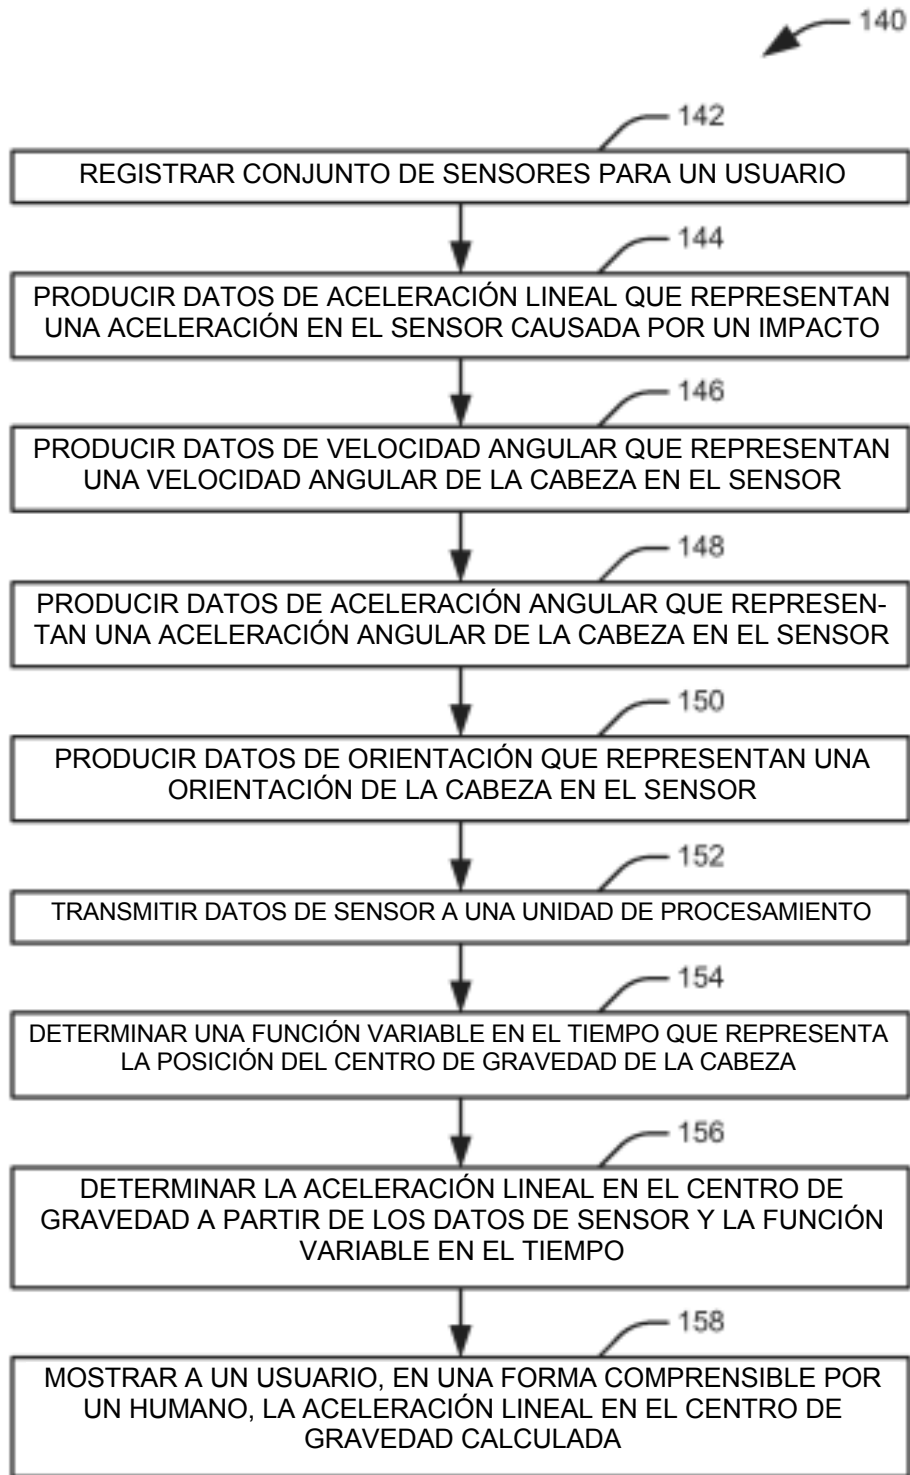 140
142
REGISTRAR CONJUNTO DE SENSORES PARA UN USUARIO
144
PRODUCIR DATOS DE ACELERACIÓN LINEAL QUE REPRESENTAN
UNA ACELERACIÓN EN EL SENSOR CAUSADA POR UN IMPACTO
146
PRODUCIR DATOS DE VELOCIDAD ANGULAR QUE REPRESENTAN
UNA VELOCIDAD ANGULAR DE LA CABEZA EN EL SENSOR
148
PRODUCIR DATOS DE ACELERACIÓN ANGULAR QUE REPRESEN-
TAN UNA ACELERACIÓN ANGULAR DE LA CABEZA EN EL SENSOR
150
PRODUCIR DATOS DE ORIENTACIÓN QUE REPRESENTAN UNA
ORIENTACIÓN DE LA CABEZA EN EL SENSOR
152
TRANSMITIR DATOS DE SENSOR A UNA UNIDAD DE PROCESAMIENTO
154
DETERMINAR UNA FUNCIÓN VARIABLE EN EL TIEMPO QUE REPRESENTA
LA POSICIÓN DEL CENTRO DE GRAVEDAD DE LA CABEZA
156
DETERMINAR LA ACELERACIÓN LINEAL EN EL CENTRO DE
GRAVEDAD A PARTIR DE LOS DATOS DE SENSOR Y LA FUNCIÓN
VARIABLE EN EL TIEMPO
158
MOSTRAR A UN USUARIO, EN UNA FORMA COMPRENSIBLE POR
UN HUMANO, LA ACELERACIÓN LINEAL EN EL CENTRO DE
GRAVEDAD CALCULADA